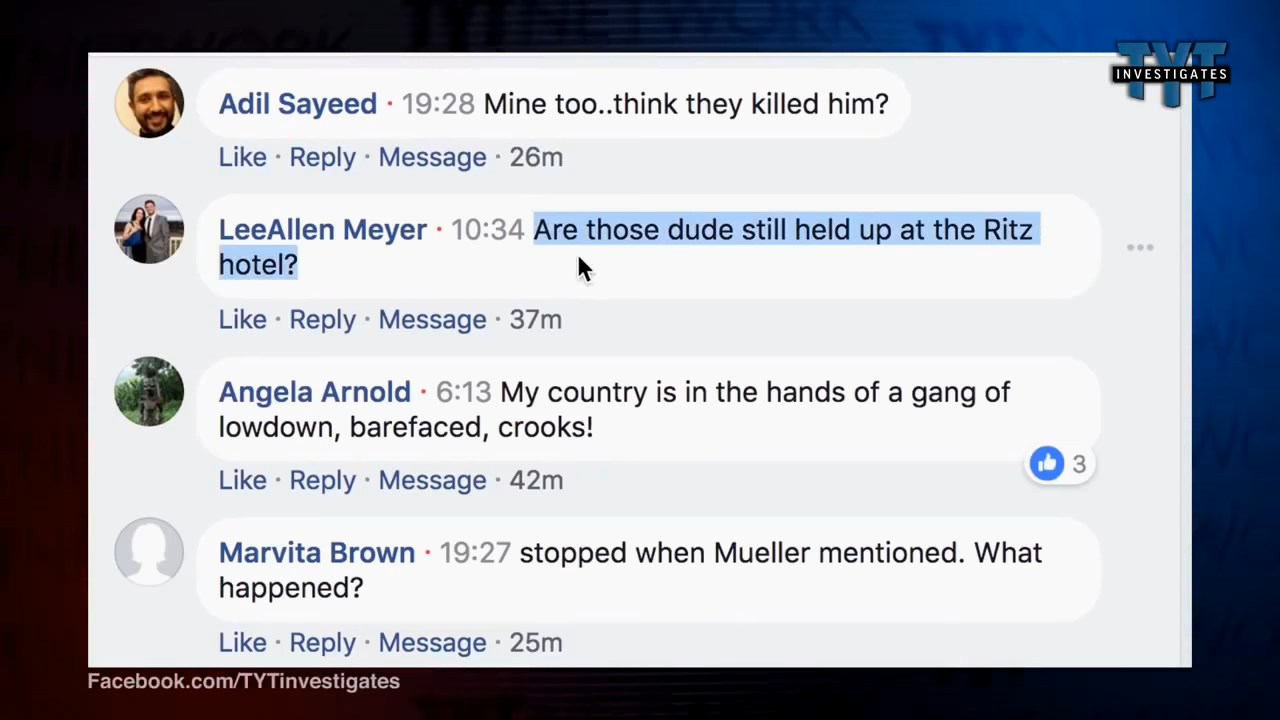 TYT
INVESTIGATES
Adil Sayeed · 19:28 Mine too..think they killed him?
Like · Reply · Message · 26m
LeeAllen Meyer · 10:34 Are those dude still held up at the Ritz
hotel?
Like · Reply · Message · 37m
Angela Arnold · 6:13 My country is in the hands of a gang of
lowdown, barefaced, crooks!
3
Like · Reply · Message · 42m
Marvita Brown · 19:27 stopped when Mueller mentioned. What
happened?
Like · Reply · Message · 25m
Facebook.com/TYTinvestigates